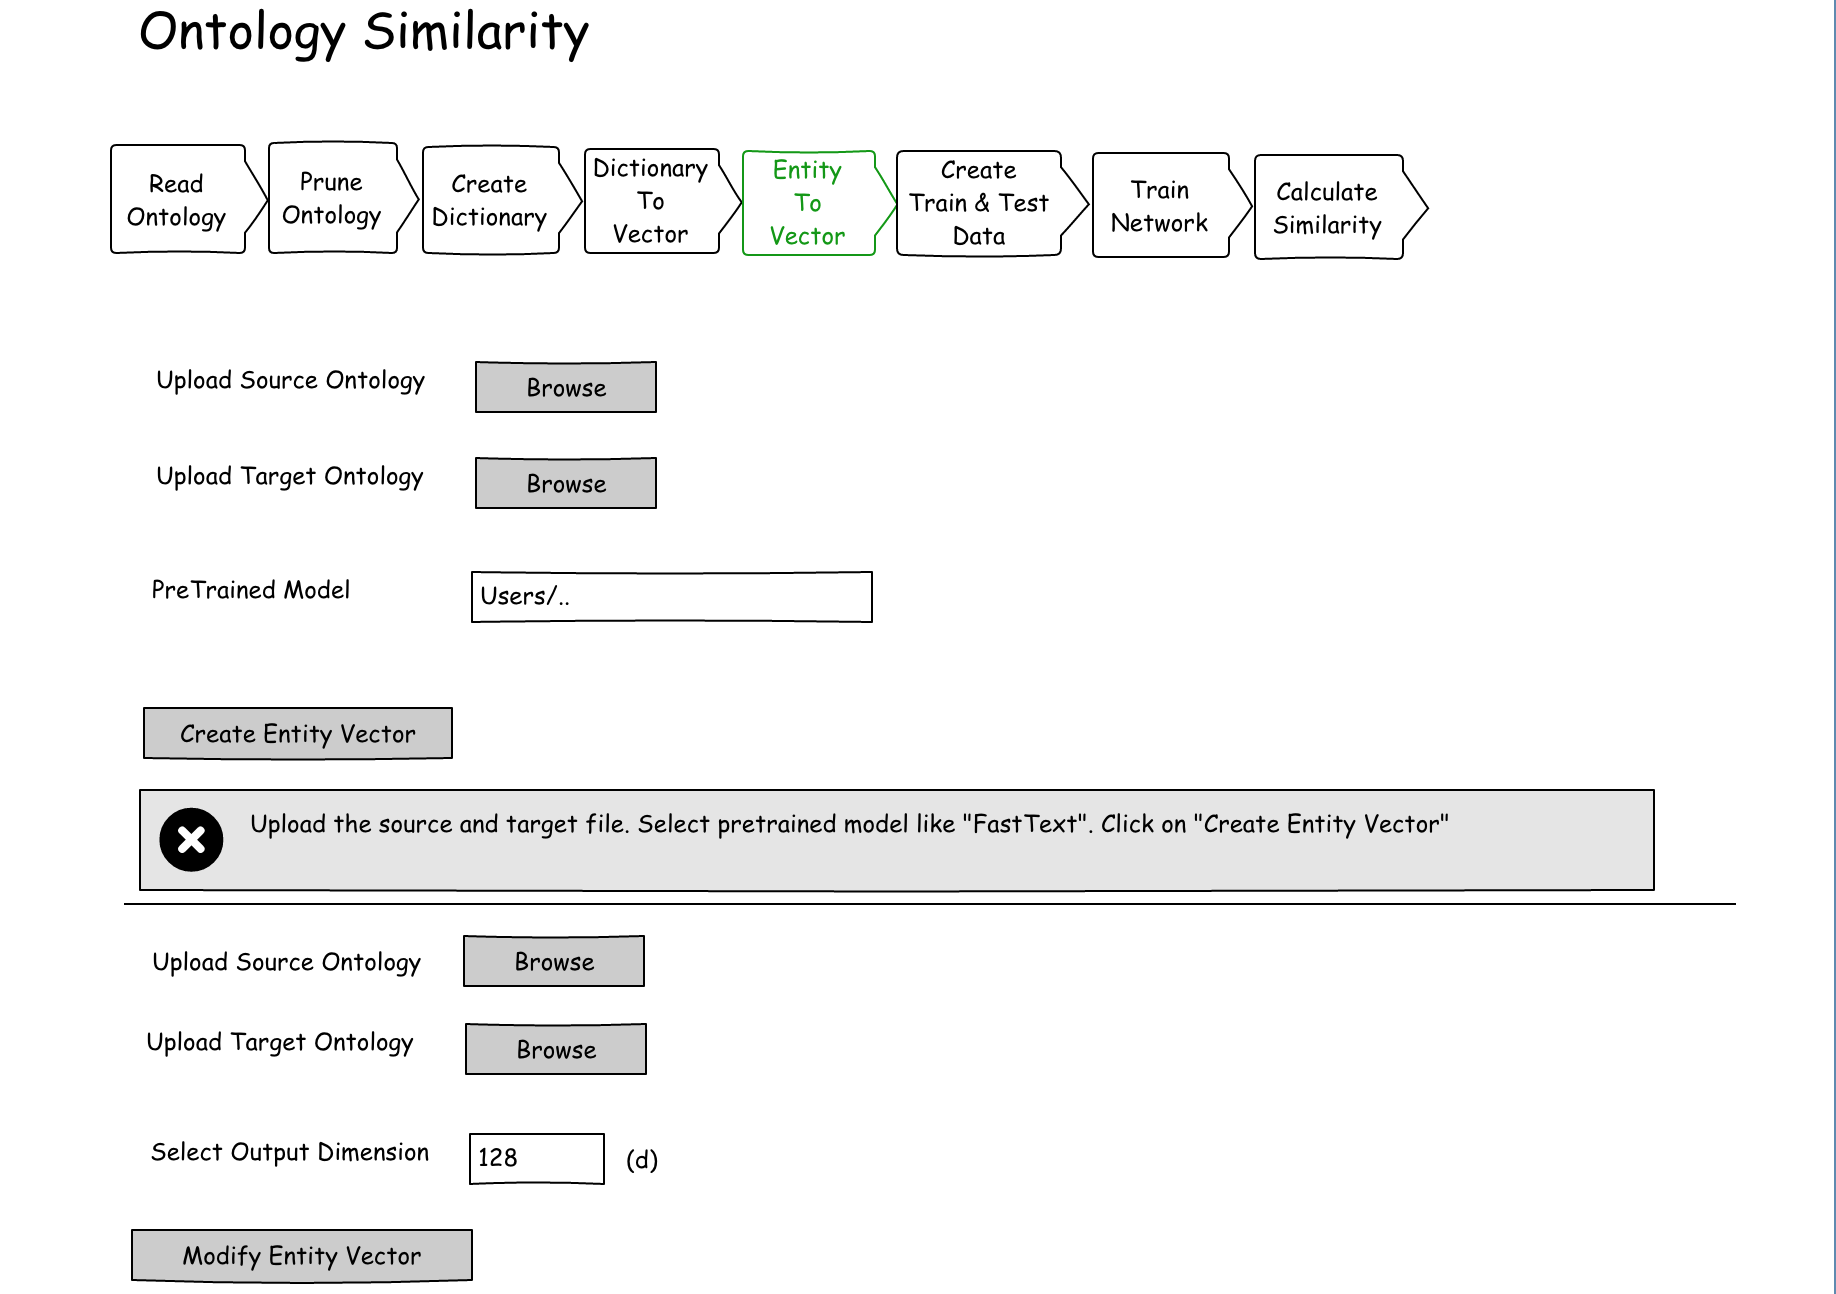 Ontology Similarity
Read
Ontology
Prune
Ontology
Create
Dictionary
Dictionary
To
Vector
Entity
To
Vector
Create
Train & Test
Data
Train
Network
Calculate
Similarity
Upload Source Ontology
Browse
Upload Target Ontology
Browse
PreTrained Model
Users/..
Create Entity Vector
Upload the source and target file. Select pretrained model like "FastText". Click on "Create Entity Vector"
Upload Source Ontology
Browse
Upload Target Ontology
Browse
Select Output Dimension
128
(d)
Modify Entity Vector